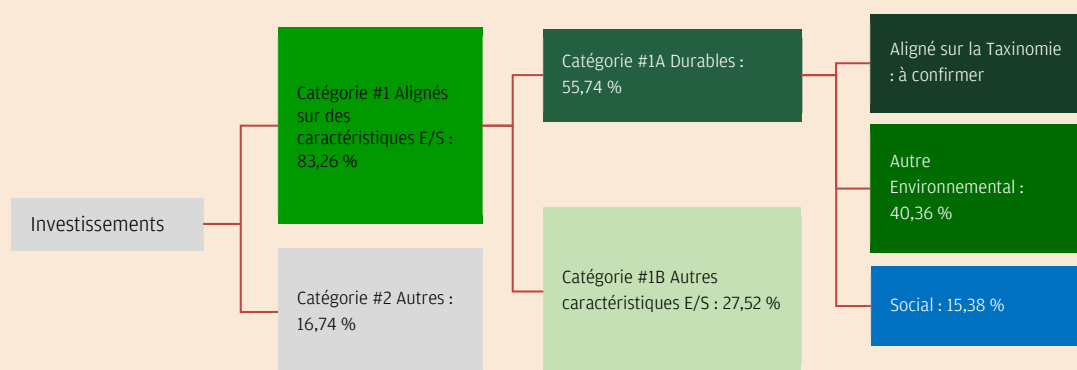 Investissements
Catégorie #1 Alignés
sur des
caractéristiques E/S :
83,26 %
Catégorie #2 Autres :
16,74 %
Catégorie #1A Durables :
55,74 %
Catégorie #1B Autres
caractéristiques E/S : 27,52 %
Aligné sur la Taxinomie
: à confirmer
Autre
Environnemental :
40,36 %
Social : 15,38 %